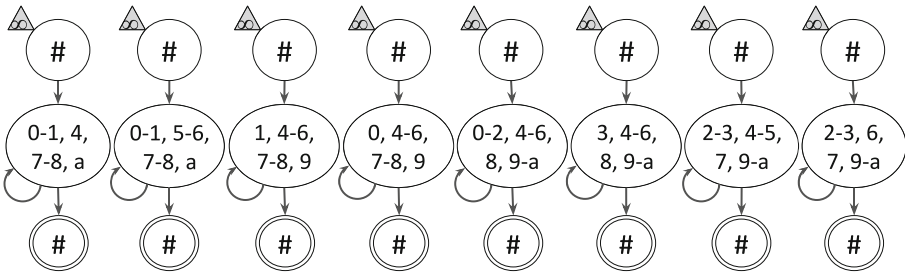 ∞ ∞ ∞ ∞ ∞ ∞ ∞ ∞
# # # # # # # #
0-1, 4,
7-8, a
0-1, 5-6,
7-8, a
1, 4-6,
7-8, 9
0, 4-6,
7-8, 9
0-2, 4-6,
8, 9-a
3, 4-6,
8, 9-a
2-3, 4-5,
7, 9-a
2-3, 6,
7, 9-a
# # # # # # # #